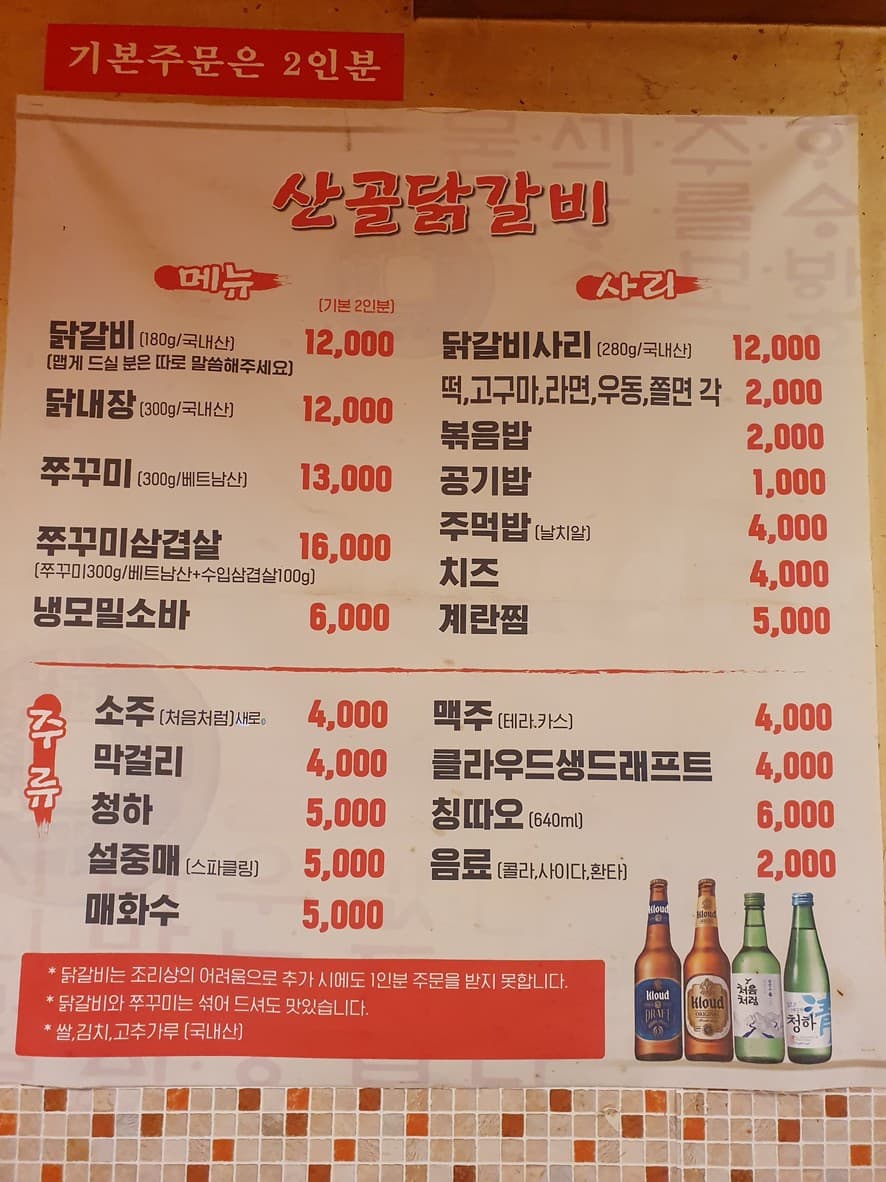 기본주문은 2인분
산골닭갈비
메뉴
(기본 2인분)
닭갈비 (180g/국내산) 12,000
(맵게 드실 분은 따로 말씀해주세요)
닭내장 (300g/국내산) 12,000
쭈꾸미 (300g/베트남산) 13,000
쭈꾸미삼겹살 16,000
(쭈꾸미300g/베트남산+수입삼겹살100g)
냉모밀소바 6,000
사리
닭갈비사리 (280g/국내산) 12,000
떡,고구마,라면,우동,쫄면 각 2,000
볶음밥 2,000
공기밥 1,000
주먹밥 (날치알) 4,000
치즈 4,000
계란찜 5,000
주류
소주 (처음처럼)새로 4,000
막걸리 4,000
청하 5,000
설중매 (스파클링) 5,000
매화수 5,000
맥주 (테라.카스) 4,000
클라우드생드래프트 4,000
칭따오 (640ml) 6,000
음료 (콜라,사이다,환타) 2,000
* 닭갈비는 조리상의 어려움으로 추가 시에도 1인분 주문을 받지 못합니다.
* 닭갈비와 쭈꾸미는 섞어 드셔도 맛있습니다.
* 쌀,김치,고추가루 (국내산)
Kloud
Kloud
DRAFT
Kloud
Kloud
ORIGINAL
처음
처럼
청하
清